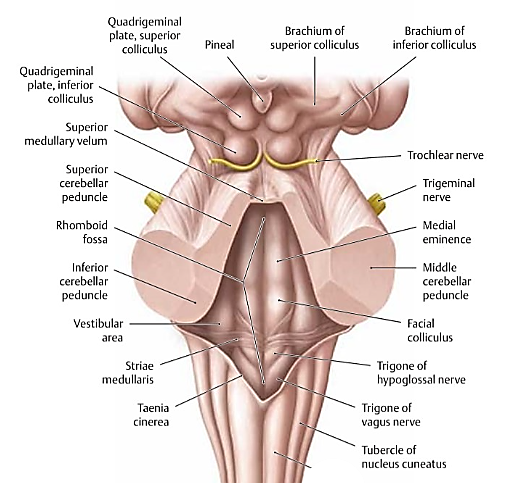 Quadrigeminal
plate, superior
colliculus
Pineal
Brachium of
superior colliculus
Brachium of
inferior colliculus
Quadrigeminal
plate, inferior
colliculus
Superior
medullary velum
Superior
cerebellar
peduncle
Rhomboid
fossa
Inferior
cerebellar
peduncle
Vestibular
area
Striae
medullaris
Taenia
cinerea
Trochlear nerve
Trigeminal
nerve
Medial
eminence
Middle
cerebellar
peduncle
Facial
colliculus
Trigone of
hypoglossal nerve
Trigone of
vagus nerve
Tubercle of
nucleus cuneatus